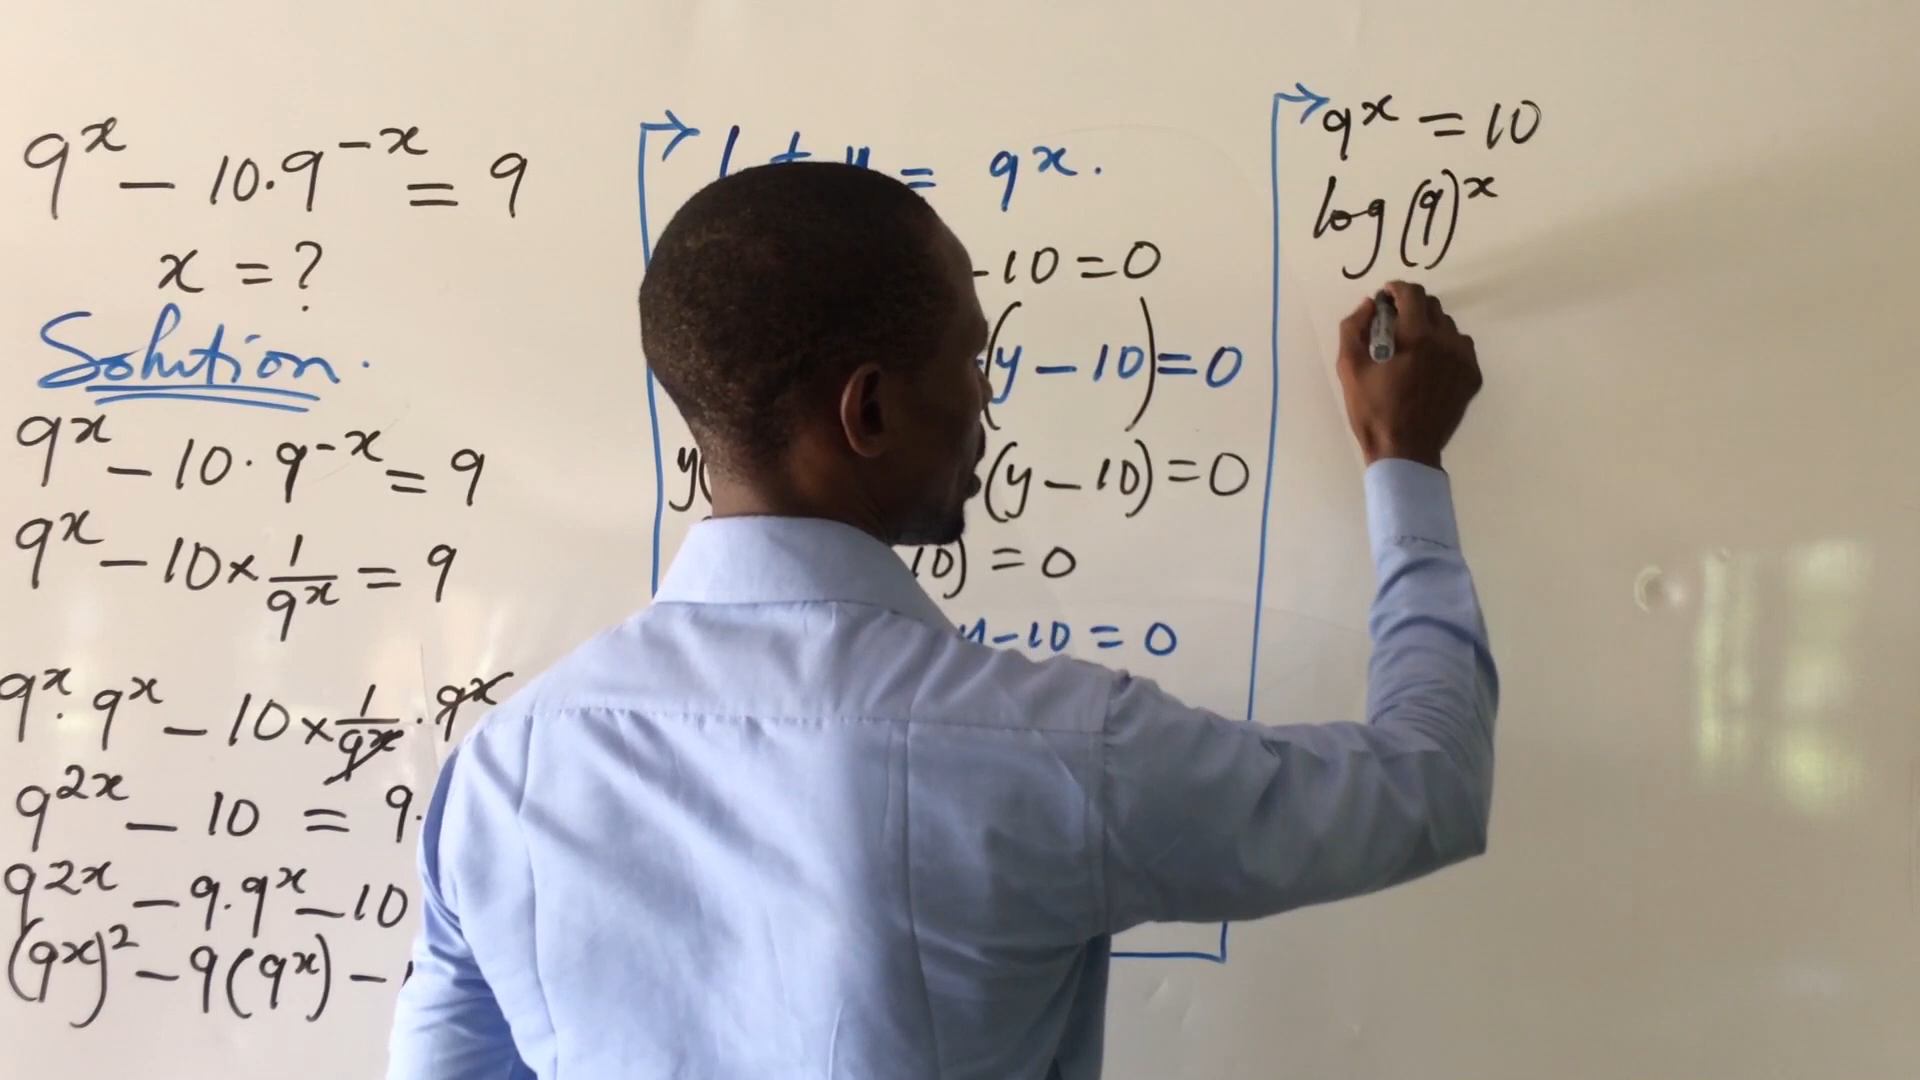 9ˣ − 10·9⁻ˣ = 9
x = ?
Solution.
9ˣ − 10·9⁻ˣ = 9
9ˣ − 10 × 1/9ˣ = 9
9ˣ·9ˣ − 10 × 1/9ˣ · 9ˣ
9²ˣ − 10 = 9·
9²ˣ − 9·9ˣ − 10
(9ˣ)² − 9(9ˣ) −
= 9ˣ.
−10 = 0
(y − 10) = 0
y( (y − 10) = 0
10) = 0
y − 10 = 0
9ˣ = 10
log(9)ˣ